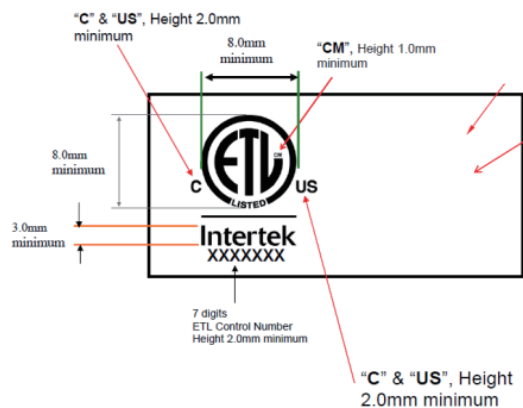 “C” & “US”, Height 2.0mm
minimum
8.0mm
minimum
“CM”, Height 1.0mm
minimum
8.0mm
minimum
ETL
CM
C
US
LISTED
3.0mm
minimum
Intertek
XXXXXXX
7 digits
ETL Control Number
Height 2.0mm minimum
“C” & “US”, Height
2.0mm minimum